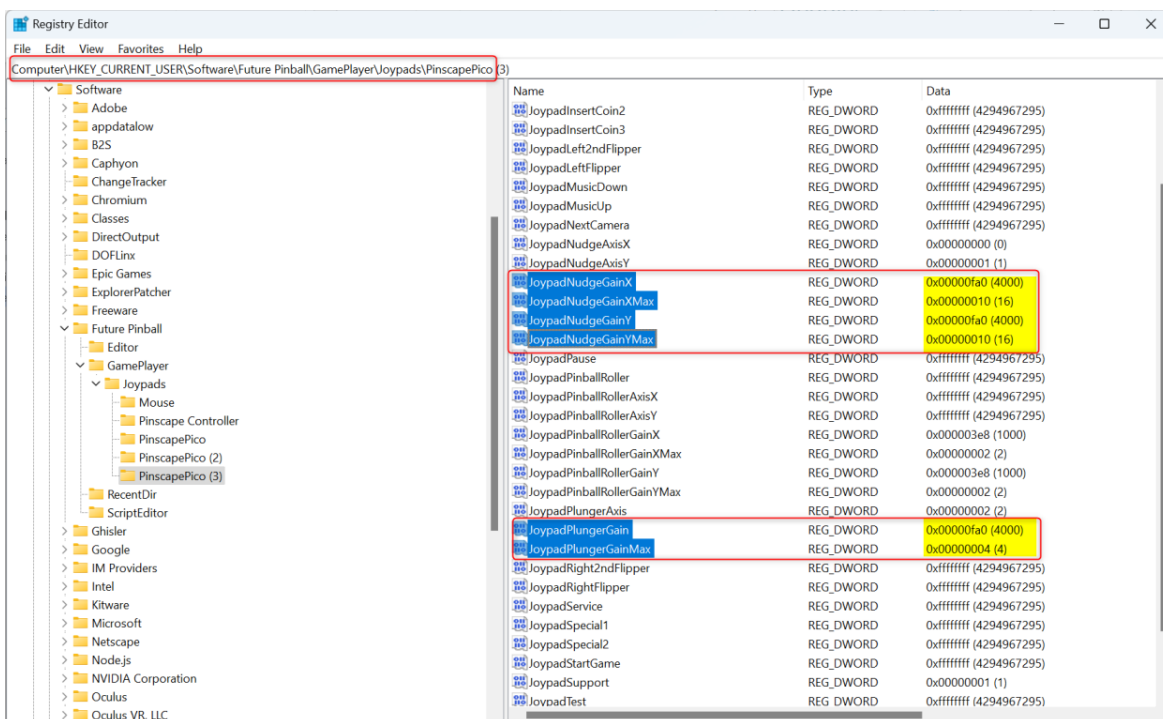 Registry Editor
File Edit View Favorites Help
Computer\HKEY_CURRENT_USER\Software\Future Pinball\GamePlayer\Joypads\PinscapePico (3)
Software
Adobe
appdatalow
B2S
Caphyon
ChangeTracker
Chromium
Classes
DirectOutput
DOFLinx
Epic Games
ExplorerPatcher
Freeware
Future Pinball
Editor
GamePlayer
Joypads
Mouse
Pinscape Controller
PinscapePico
PinscapePico (2)
PinscapePico (3)
RecentDir
ScriptEditor
Ghisler
Google
IM Providers
Intel
Kitware
Microsoft
Netscape
Node.js
NVIDIA Corporation
Oculus
Oculus VR, LLC
Name Type Data
JoypadInsertCoin2 REG_DWORD 0xffffffff (4294967295)
JoypadInsertCoin3 REG_DWORD 0xffffffff (4294967295)
JoypadLeft2ndFlipper REG_DWORD 0xffffffff (4294967295)
JoypadLeftFlipper REG_DWORD 0xffffffff (4294967295)
JoypadMusicDown REG_DWORD 0xffffffff (4294967295)
JoypadMusicUp REG_DWORD 0xffffffff (4294967295)
JoypadNextCamera REG_DWORD 0xffffffff (4294967295)
JoypadNudgeAxisX REG_DWORD 0x00000000 (0)
JoypadNudgeAxisY REG_DWORD 0x00000001 (1)
JoypadNudgeGainX REG_DWORD 0x00000fa0 (4000)
JoypadNudgeGainXMax REG_DWORD 0x00000010 (16)
JoypadNudgeGainY REG_DWORD 0x00000fa0 (4000)
JoypadNudgeGainYMax REG_DWORD 0x00000010 (16)
JoypadPause REG_DWORD 0xffffffff (4294967295)
JoypadPinballRoller REG_DWORD 0xffffffff (4294967295)
JoypadPinballRollerAxisX REG_DWORD 0xffffffff (4294967295)
JoypadPinballRollerAxisY REG_DWORD 0xffffffff (4294967295)
JoypadPinballRollerGainX REG_DWORD 0x000003e8 (1000)
JoypadPinballRollerGainXMax REG_DWORD 0x00000002 (2)
JoypadPinballRollerGainY REG_DWORD 0x000003e8 (1000)
JoypadPinballRollerGainYMax REG_DWORD 0x00000002 (2)
JoypadPlungerAxis REG_DWORD 0x00000002 (2)
JoypadPlungerGain REG_DWORD 0x00000fa0 (4000)
JoypadPlungerGainMax REG_DWORD 0x00000004 (4)
JoypadRight2ndFlipper REG_DWORD 0xffffffff (4294967295)
JoypadRightFlipper REG_DWORD 0xffffffff (4294967295)
JoypadService REG_DWORD 0xffffffff (4294967295)
JoypadSpecial1 REG_DWORD 0xffffffff (4294967295)
JoypadSpecial2 REG_DWORD 0xffffffff (4294967295)
JoypadStartGame REG_DWORD 0xffffffff (4294967295)
JoypadSupport REG_DWORD 0x00000001 (1)
JoypadTest REG_DWORD 0xffffffff (4294967295)